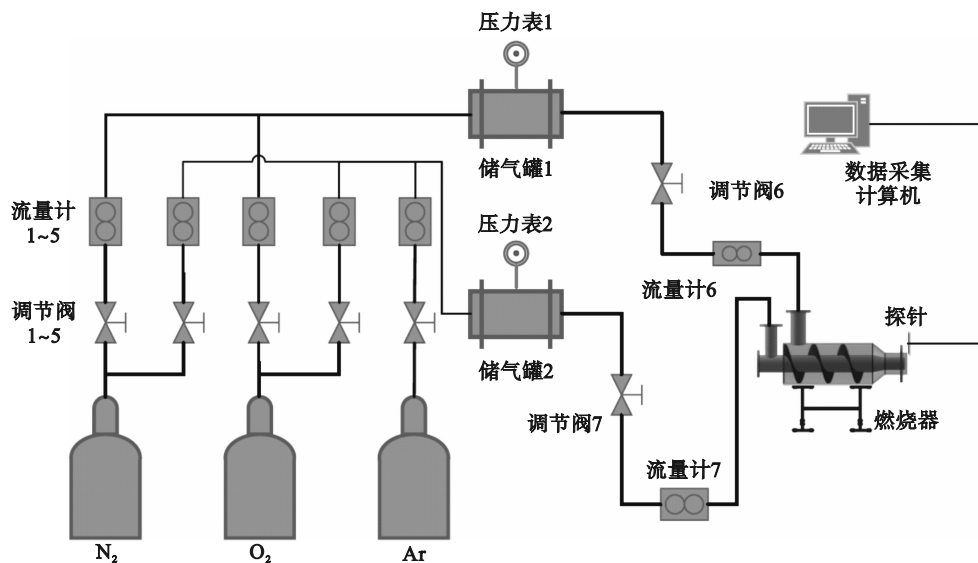 压力表1
储气罐1
数据采集
计算机
调节阀6
流量计
1~5
压力表2
流量计6
调节阀
1~5
探针
储气罐2
调节阀7
燃烧器
流量计7
N₂
O₂
Ar